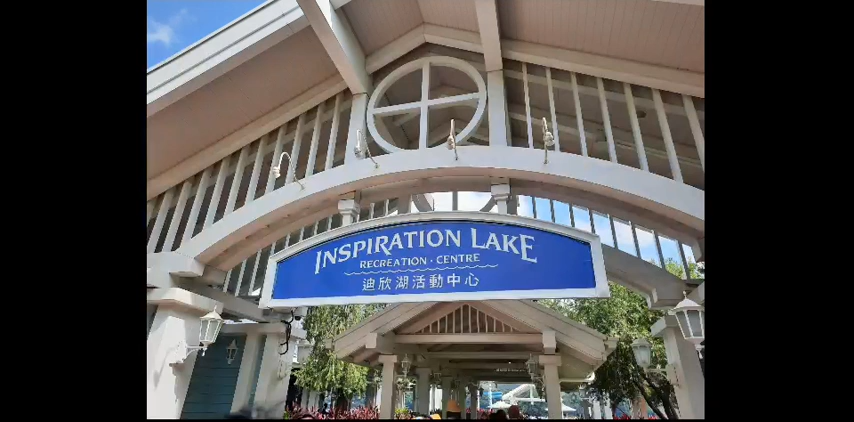 INSPIRATION LAKE
RECREATION · CENTRE
迪欣湖活動中心